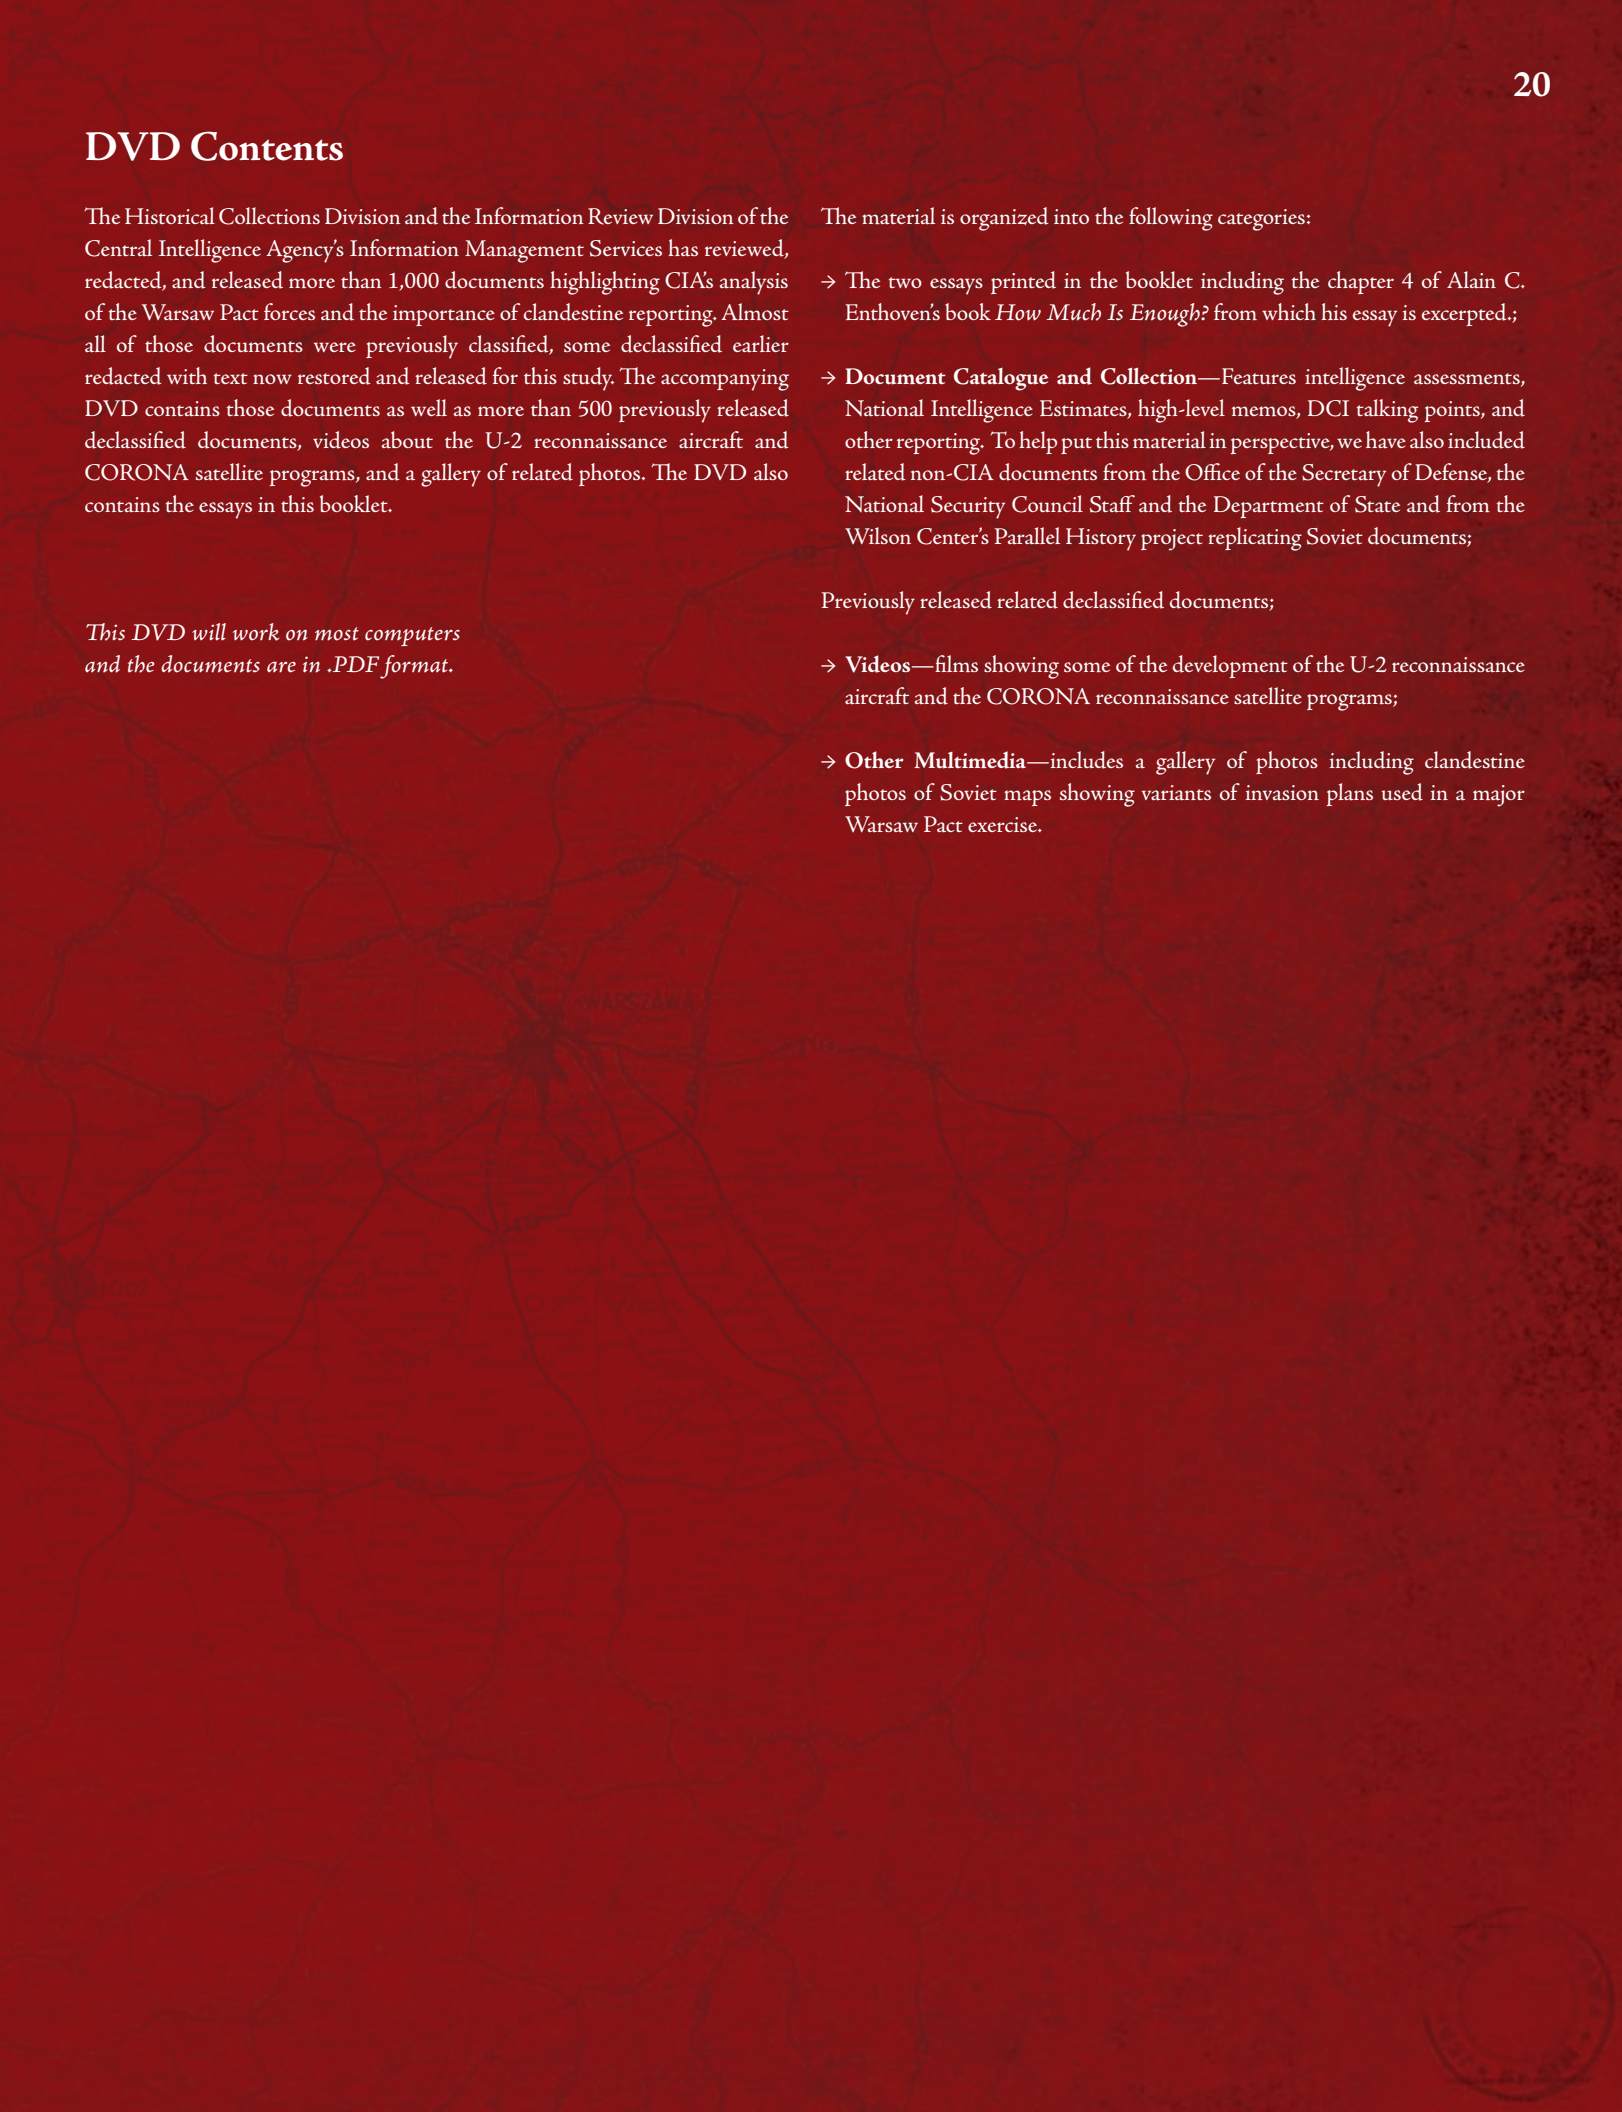 20
DVD Contents
The Historical Collections Division and the Information Review Division of the
Central Intelligence Agency's Information Management Services has reviewed,
redacted, and released more than 1,000 documents highlighting CIA's analysis
of the Warsaw Pact forces and the importance of clandestine reporting. Almost
all of those documents were previously classified, some declassified earlier
redacted with text now restored and released for this study. The accompanying
DVD contains those documents as well as more than 500 previously released
declassified documents, videos about the U-2 reconnaissance aircraft and
CORONA satellite programs, and a gallery of related photos. The DVD also
contains the essays in this booklet.
This DVD will work on most computers
and the documents are in .PDF format.
The material is organized into the following categories:
→ The two essays printed in the booklet including the chapter 4 of Alain C.
Enthoven's book How Much Is Enough? from which his essay is excerpted.;
→ Document Catalogue and Collection—Features intelligence assessments,
National Intelligence Estimates, high-level memos, DCI talking points, and
other reporting. To help put this material in perspective, we have also included
related non-CIA documents from the Office of the Secretary of Defense, the
National Security Council Staff and the Department of State and from the
Wilson Center's Parallel History project replicating Soviet documents;
Previously released related declassified documents;
→ Videos—films showing some of the development of the U-2 reconnaissance
aircraft and the CORONA reconnaissance satellite programs;
→ Other Multimedia—includes a gallery of photos including clandestine
photos of Soviet maps showing variants of invasion plans used in a major
Warsaw Pact exercise.
WARSZAWA